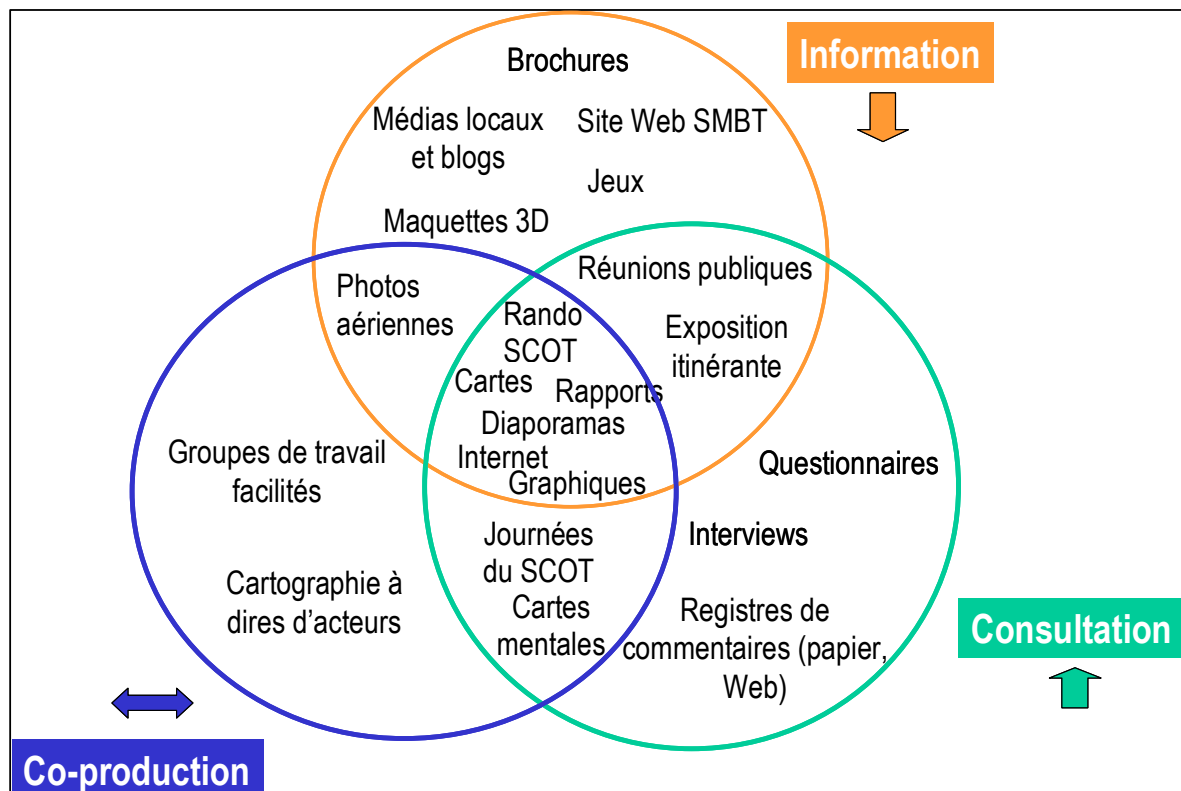 Brochures
Information
Médias locaux
et blogs
Site Web SMBT
Jeux
Maquettes 3D
Réunions publiques
Photos
aériennes
Rando
SCOT
Exposition
itinérante
Cartes
Rapports
Diaporamas
Internet
Graphiques
Groupes de travail
facilités
Questionnaires
Journées
du SCOT
Interviews
Cartographie à
dires d’acteurs
Cartes
mentales
Registres de
commentaires (papier,
Web)
Consultation
Co-production